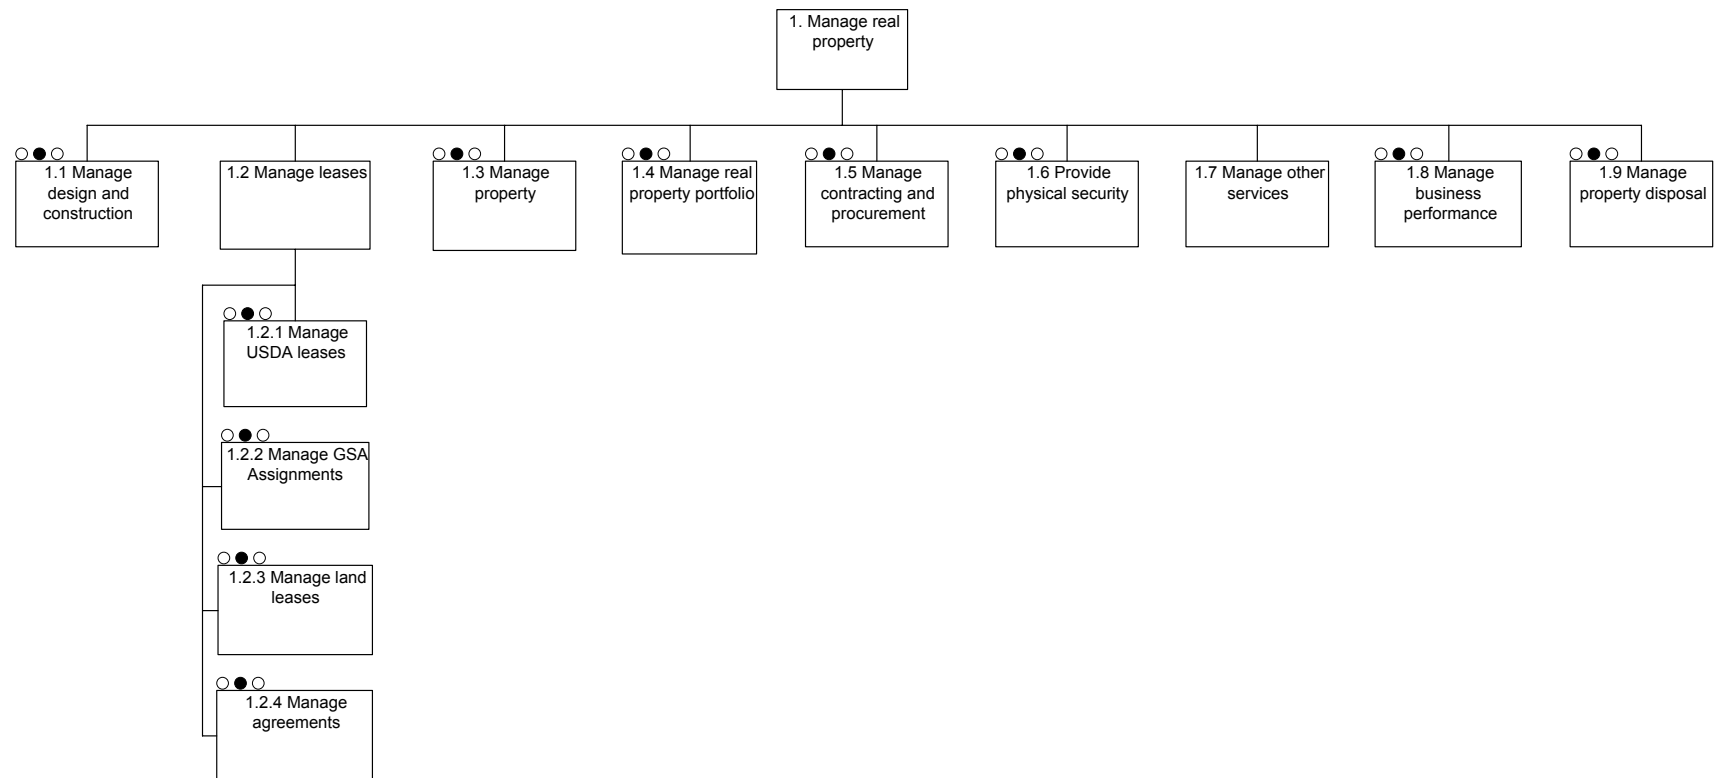 1. Manage real
property
1.1 Manage
design and
construction
1.2 Manage leases
1.3 Manage
property
1.4 Manage real
property portfolio
1.5 Manage
contracting and
procurement
1.6 Provide
physical security
1.7 Manage other
services
1.8 Manage
business
performance
1.9 Manage
property disposal
1.2.1 Manage
USDA leases
1.2.2 Manage GSA
Assignments
1.2.3 Manage land
leases
1.2.4 Manage
agreements